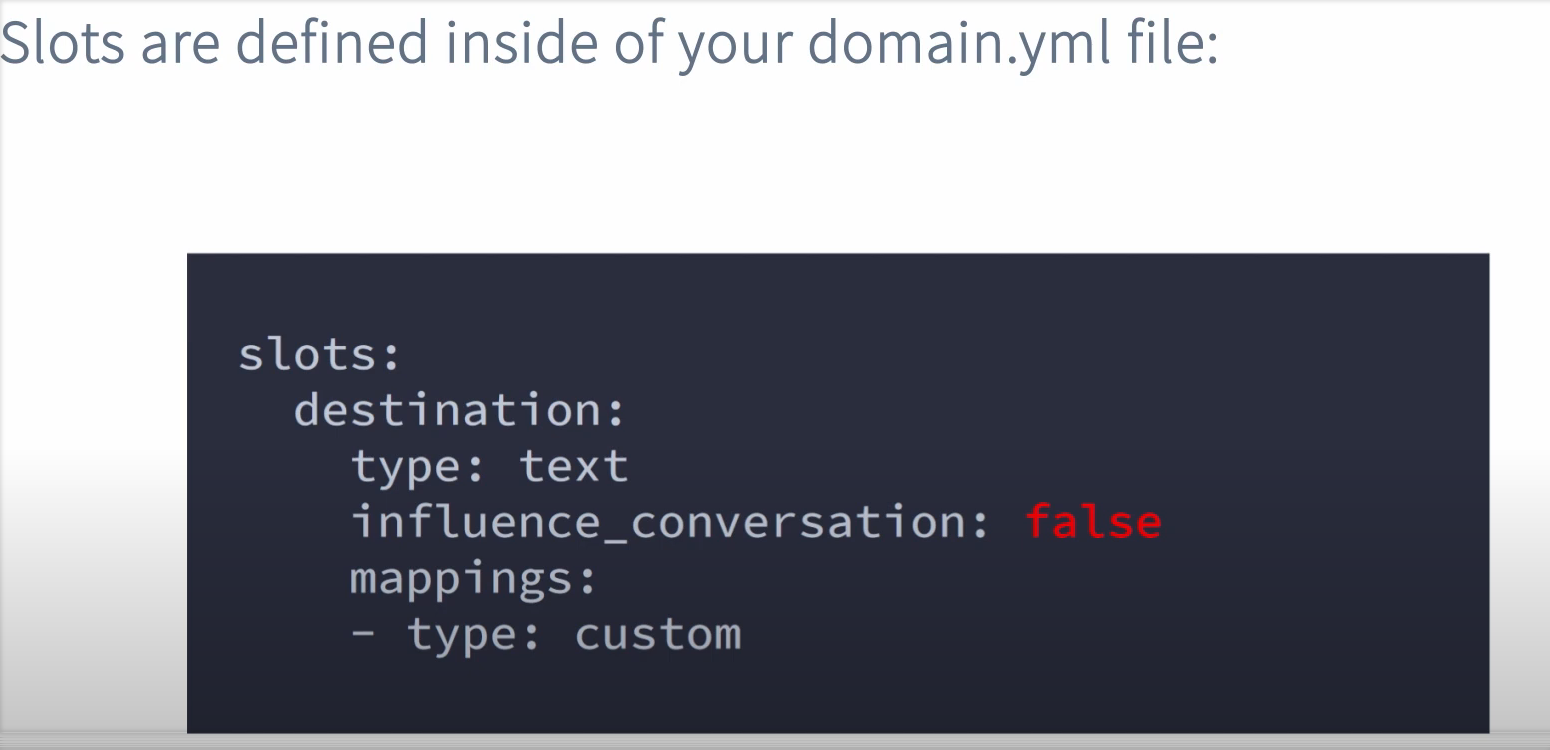 Slots are defined inside of your domain.yml file:
slots:
  destination:
    type: text
    influence_conversation: false
    mappings:
    - type: custom